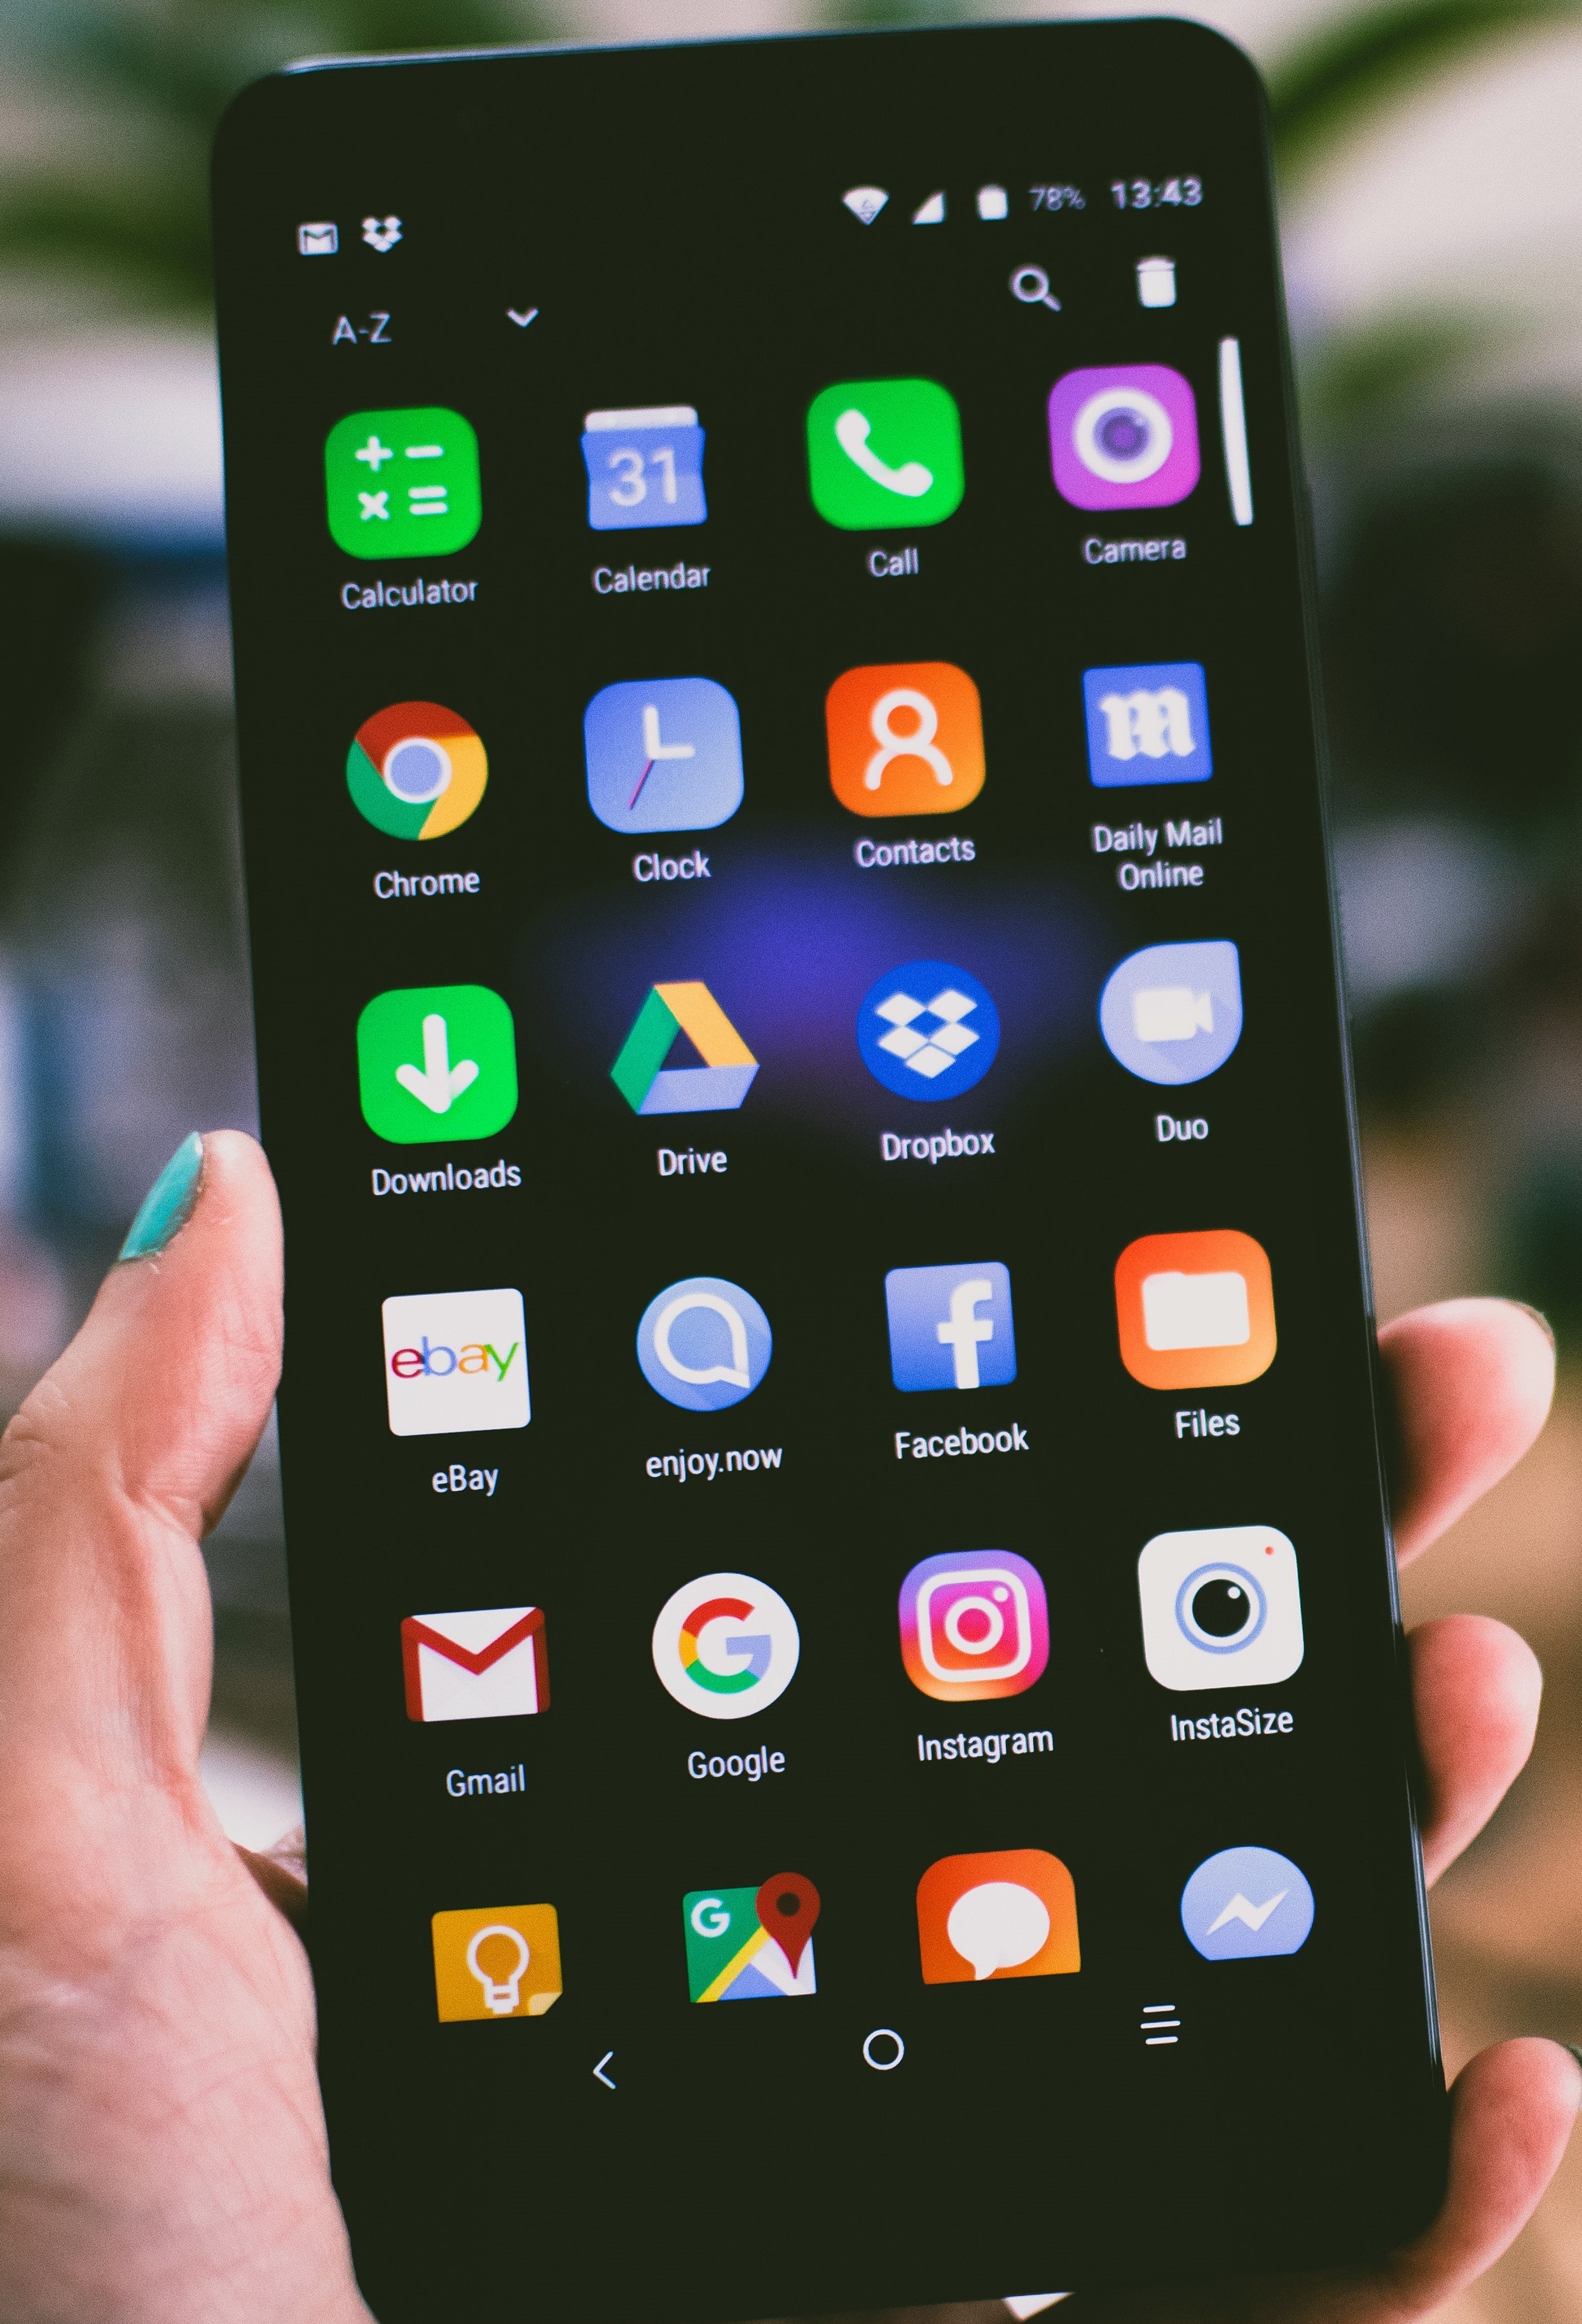 78% 13:43
A-Z
31
Calculator Calendar Call Camera
Chrome Clock Contacts Daily Mail
Online
Downloads Drive Dropbox Duo
ebay
eBay enjoy.now Facebook Files
Gmail Google Instagram InstaSize
G